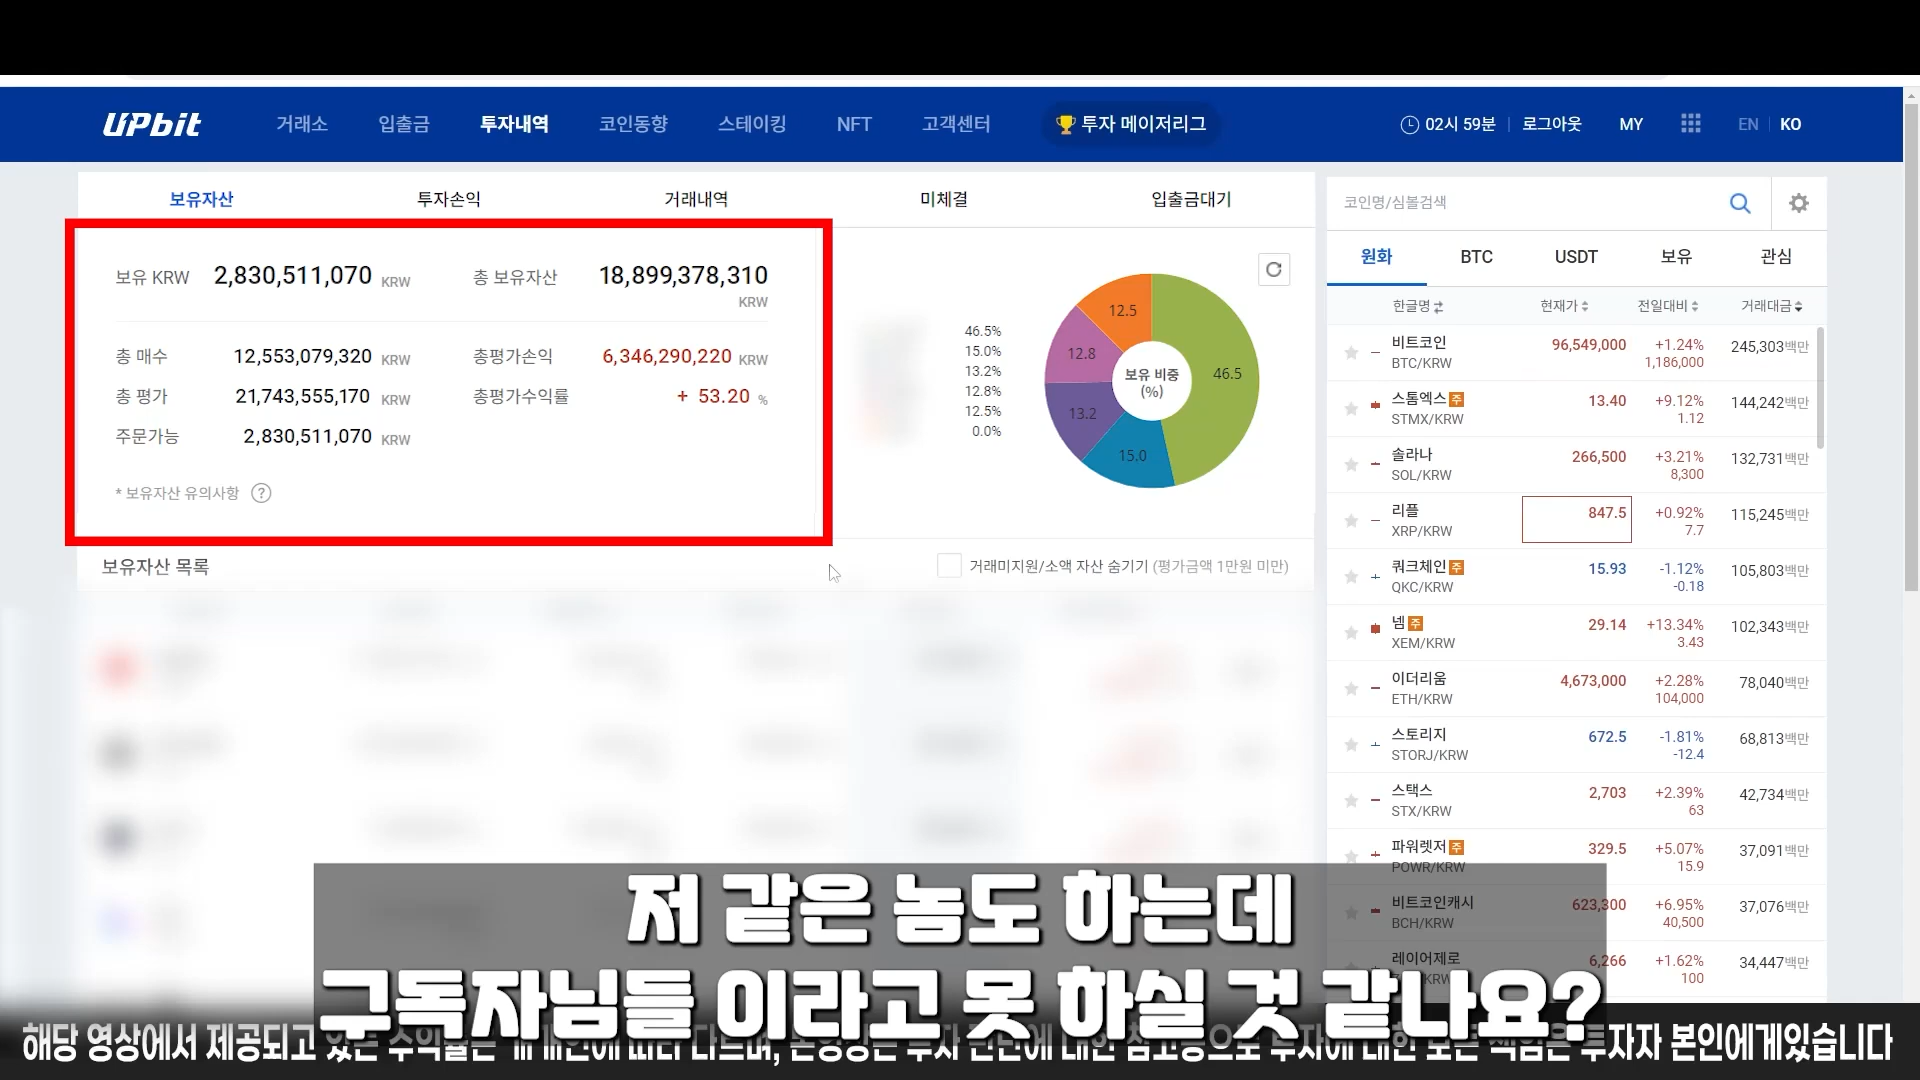 UPbit 거래소 입출금 투자내역 코인동향 스테이킹 NFT 고객센터 투자 메이저리그 02시 59분 로그아웃 MY EN KO
보유자산 투자손익 거래내역 미체결 입출금대기
보유 KRW 2,830,511,070 KRW 총 보유자산 18,899,378,310 KRW
총 매수 12,553,079,320 KRW 총평가손익 6,346,290,220 KRW
총 평가 21,743,555,170 KRW 총평가수익률 + 53.20 %
주문가능 2,830,511,070 KRW
* 보유자산 유의사항 ?
46.5%
15.0%
13.2%
12.8%
12.5%
0.0%
보유 비중
(%)
46.5
15.0
13.2
12.8
12.5
보유자산 목록 거래미지원/소액 자산 숨기기 (평가금액 1만원 미만)
코인명/심볼검색
원화 BTC USDT 보유 관심
한글명 현재가 전일대비 거래대금
비트코인 96,549,000 +1.24% 245,303백만
BTC/KRW 1,186,000
스톰엑스 주 13.40 +9.12% 144,242백만
STMX/KRW 1.12
솔라나 266,500 +3.21% 132,731백만
SOL/KRW 8,300
리플 847.5 +0.92% 115,245백만
XRP/KRW 7.7
쿼크체인 주 15.93 -1.12% 105,803백만
QKC/KRW -0.18
넴 주 29.14 +13.34% 102,343백만
XEM/KRW 3.43
이더리움 4,673,000 +2.28% 78,040백만
ETH/KRW 104,000
스토리지 672.5 -1.81% 68,813백만
STORJ/KRW -12.4
스택스 2,703 +2.39% 42,734백만
STX/KRW 63
파워렛저 주 329.5 +5.07% 37,091백만
POWR/KRW 15.9
비트코인캐시 623,300 +6.95% 37,076백만
BCH/KRW 40,500
레이어제로 6,266 +1.62% 34,447백만
100
저 같은 놈도 하는데
구독자님들 이라고 못 하실 것 같나요?
해당 영상에서 제공되고 있는 수익률은 투자자 본인에게있습니다